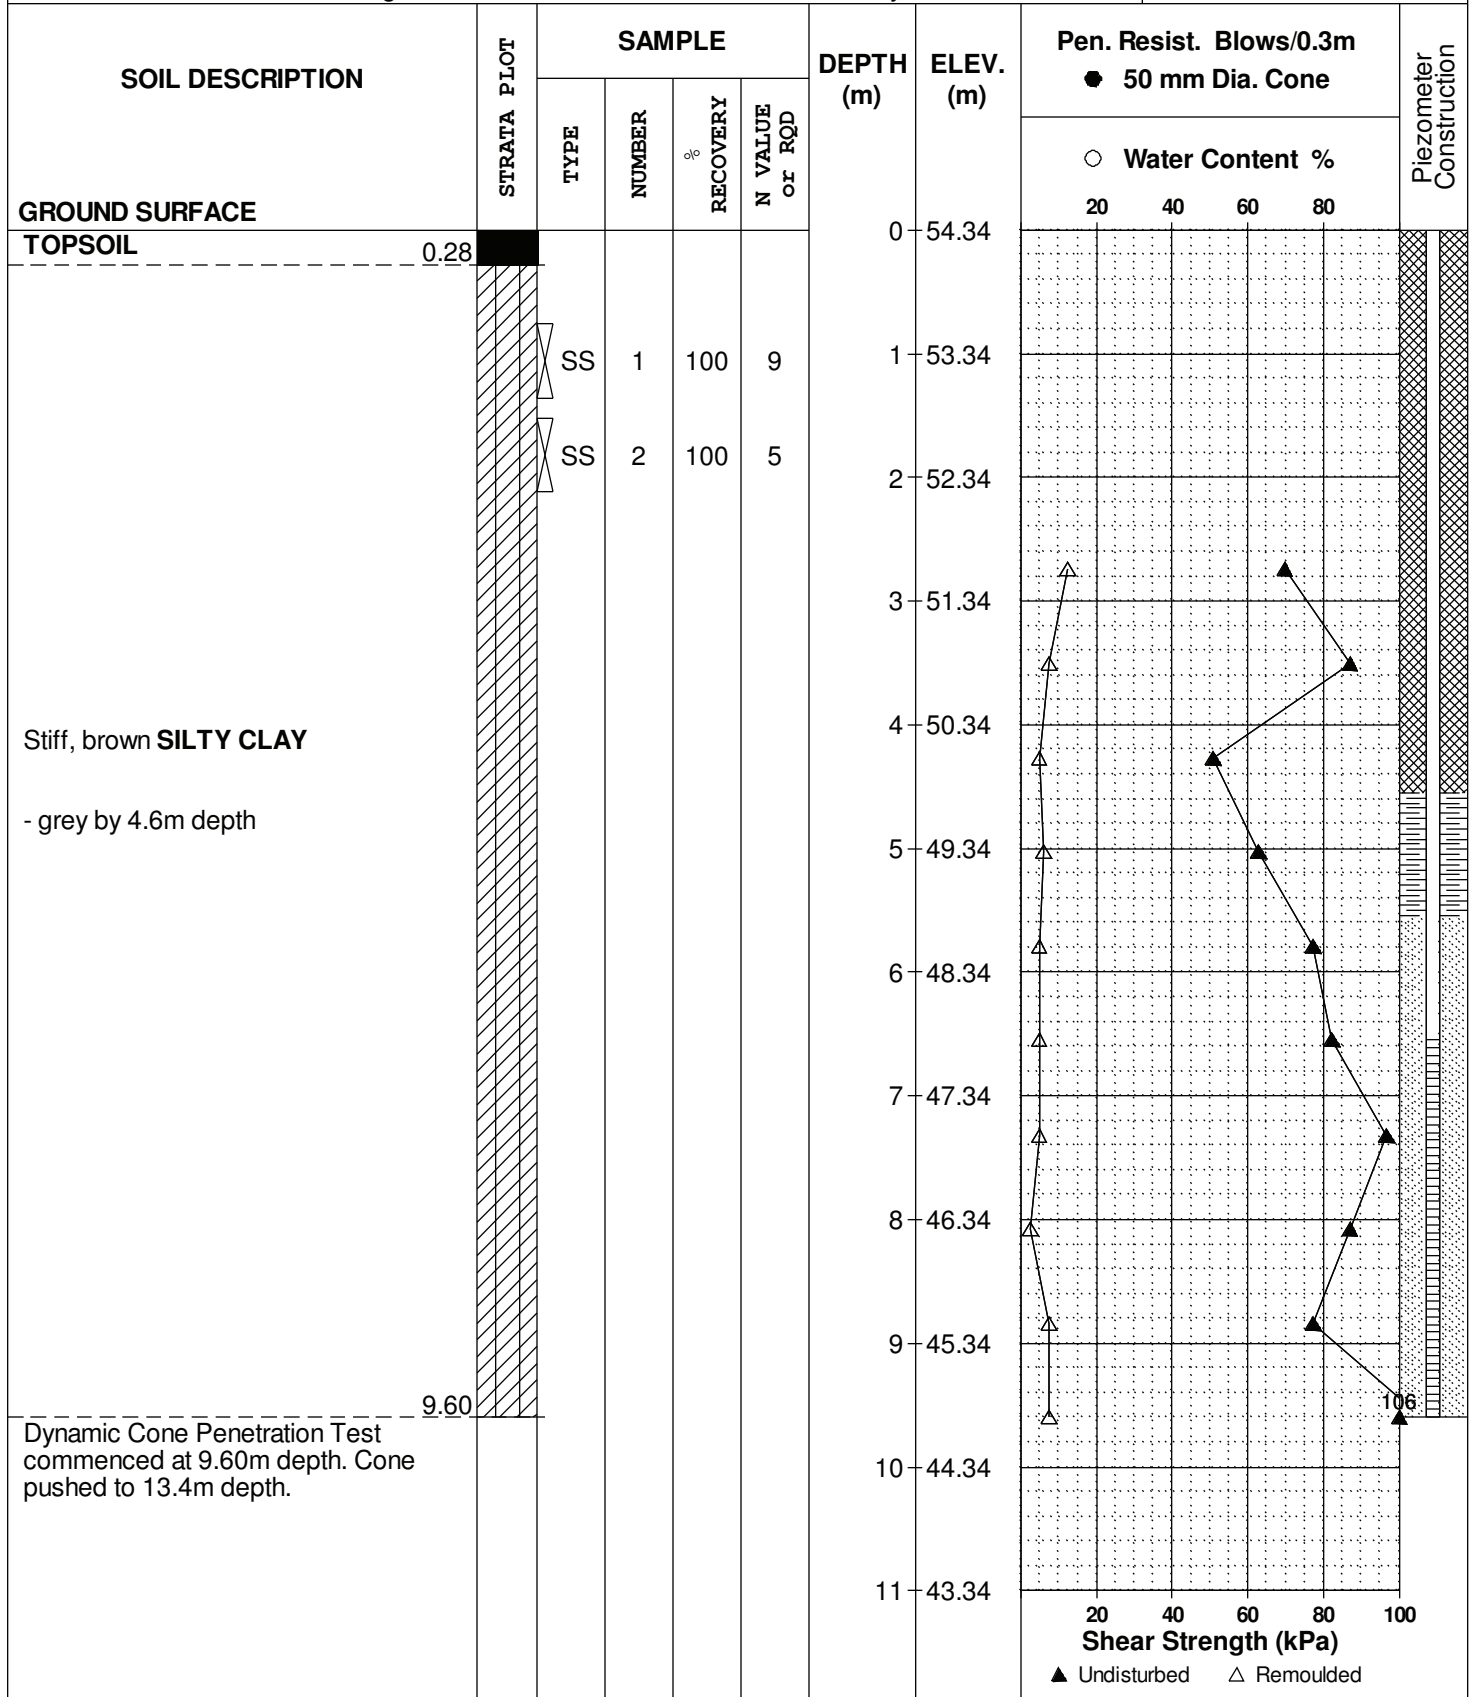 SOIL DESCRIPTION
GROUND SURFACE
STRATA PLOT
SAMPLE
TYPE
NUMBER
%
RECOVERY
N VALUE
or RQD
DEPTH
(m)
ELEV.
(m)
Pen. Resist. Blows/0.3m
● 50 mm Dia. Cone
○ Water Content %
20 40 60 80
Piezometer
Construction
TOPSOIL
0.28
0 54.34
SS 1 100 9
1 53.34
SS 2 100 5
2 52.34
3 51.34
Stiff, brown SILTY CLAY
4 50.34
- grey by 4.6m depth
5 49.34
6 48.34
7 47.34
8 46.34
9 45.34
9.60
106
Dynamic Cone Penetration Test
commenced at 9.60m depth. Cone
pushed to 13.4m depth.
10 44.34
11 43.34
20 40 60 80 100
Shear Strength (kPa)
▲ Undisturbed △ Remoulded